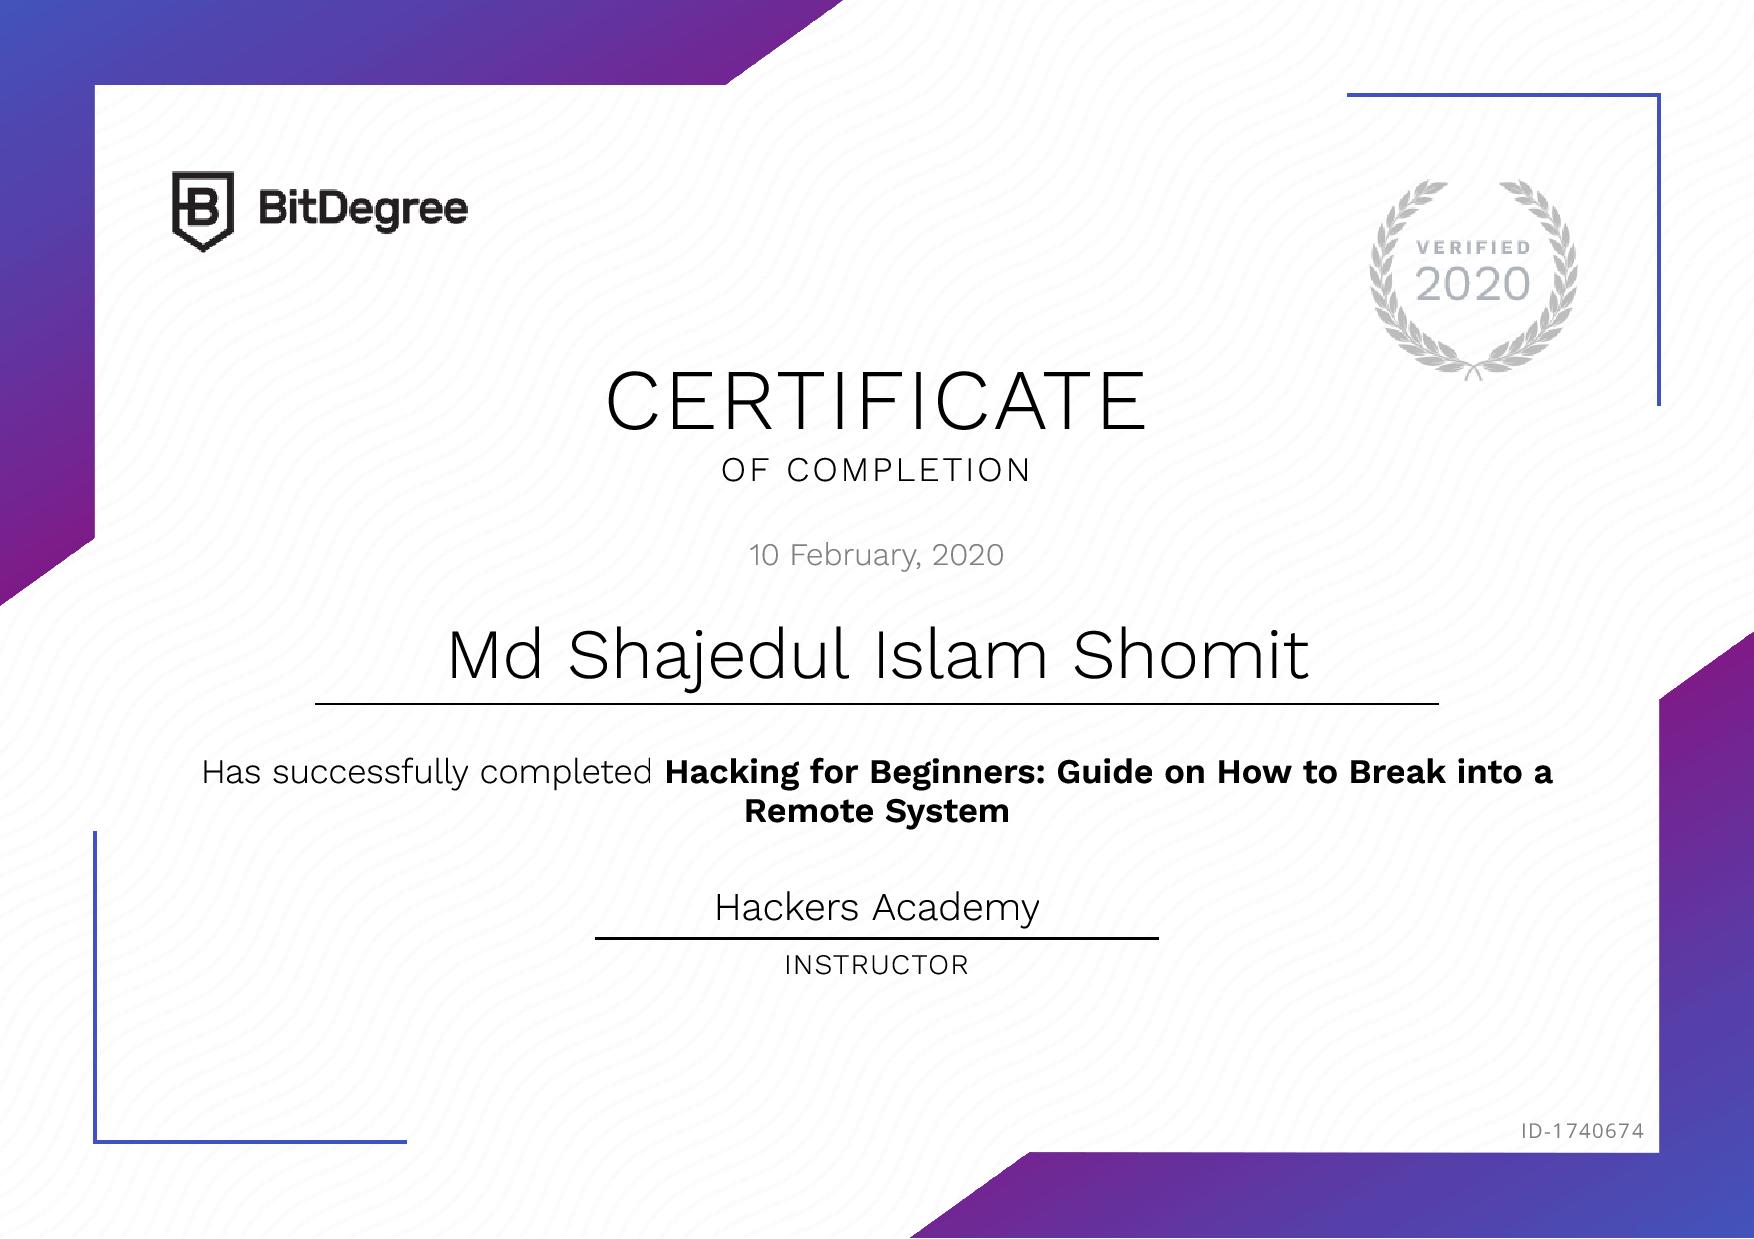 BitDegree
VERIFIED
2020
CERTIFICATE
OF COMPLETION
10 February, 2020
Md Shajedul Islam Shomit
Has successfully completed Hacking for Beginners: Guide on How to Break into a
Remote System
Hackers Academy
INSTRUCTOR
ID-1740674